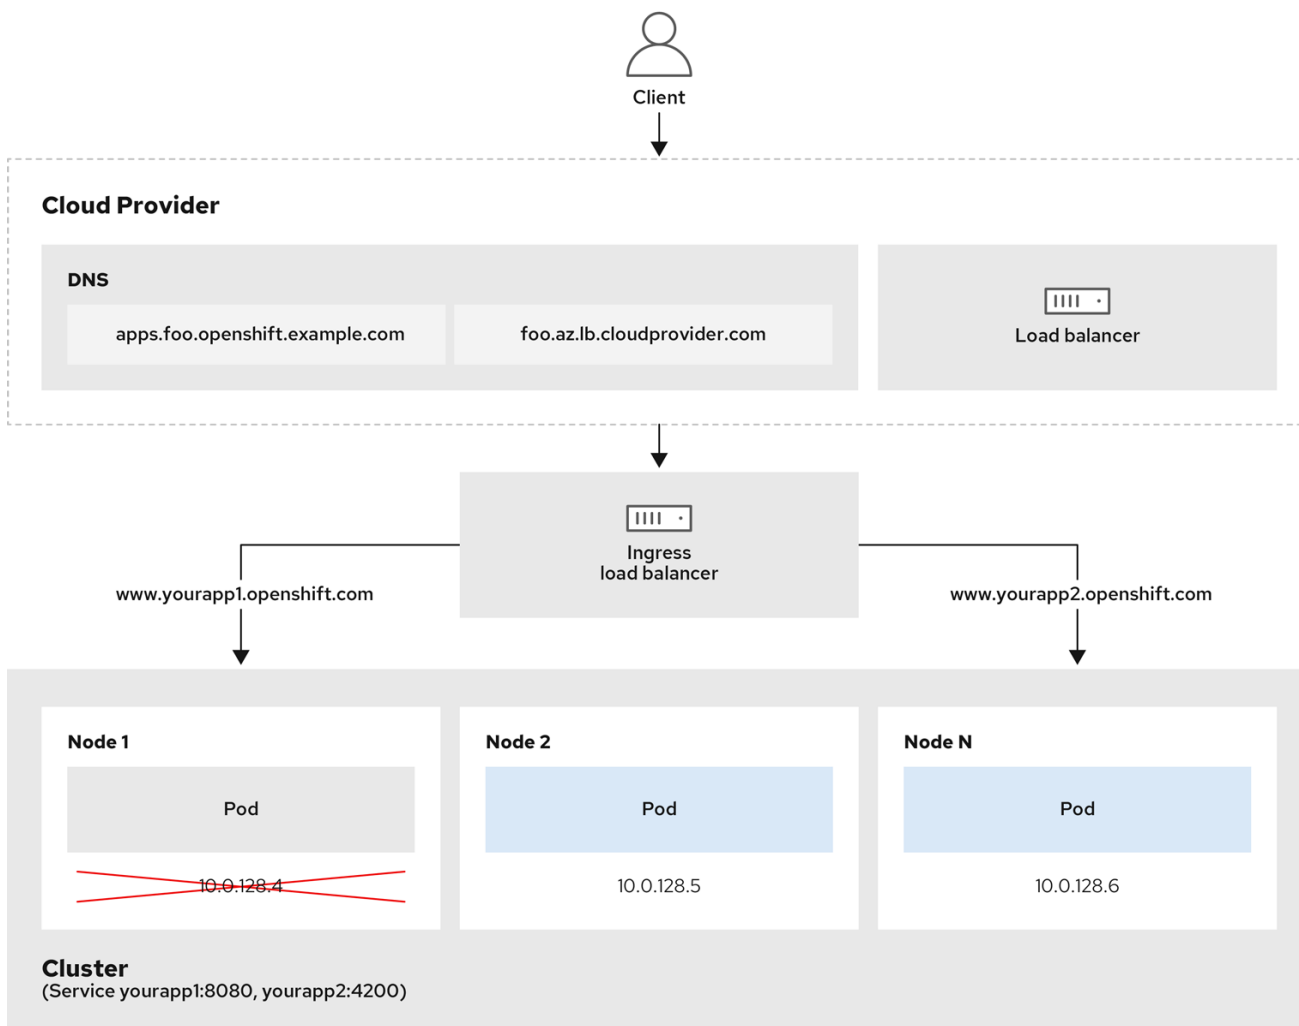 Client
Cloud Provider
DNS
apps.foo.openshift.example.com
foo.az.lb.cloudprovider.com
Load balancer
Ingress
load balancer
www.yourapp1.openshift.com
www.yourapp2.openshift.com
Node 1
Pod
10.0.128.4
Node 2
Pod
10.0.128.5
Node N
Pod
10.0.128.6
Cluster
(Service yourapp1:8080, yourapp2:4200)